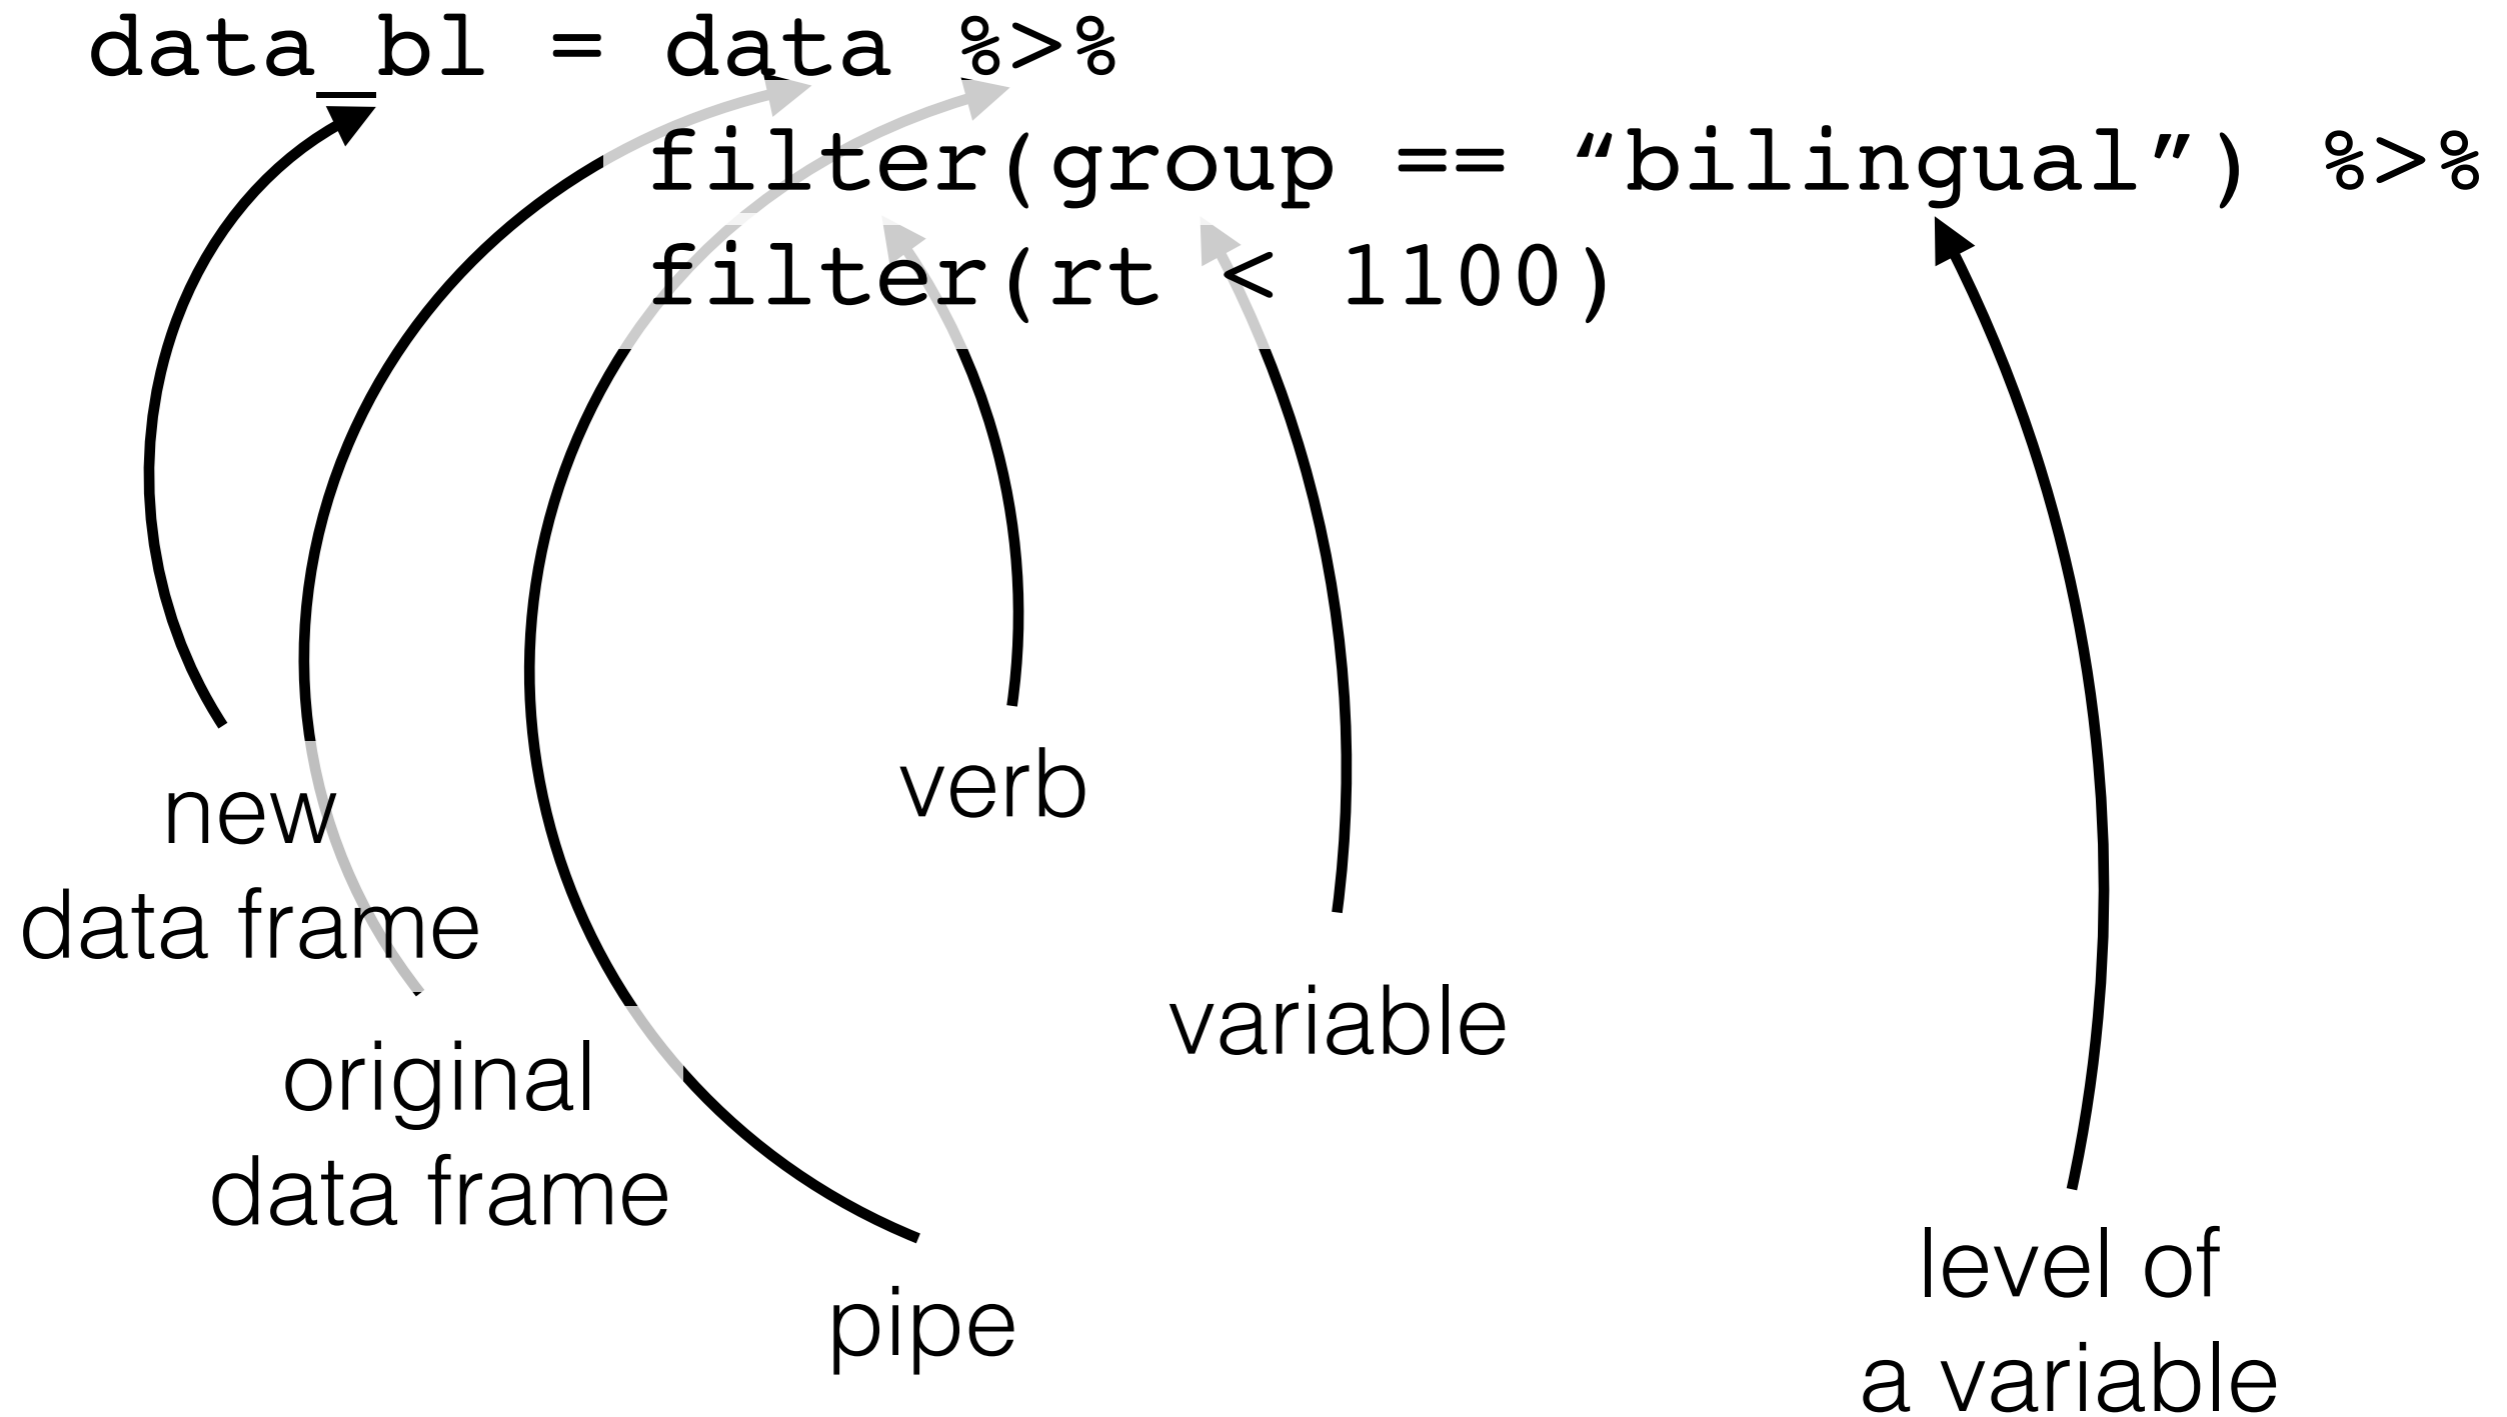 data_bl = data %>%
filter(group == “bilingual”) %>%
filter(rt < 1100)
verb
new
data frame
variable
original
data frame
level of
a variable
pipe